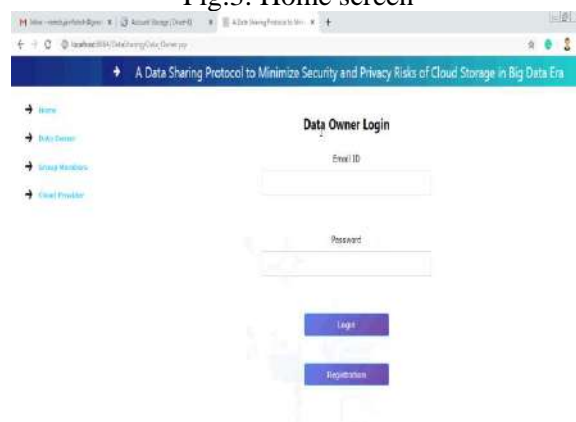 Fig.3. Home screen
A Data Sharing Protocol to Minimize Security and Privacy Risks of Cloud Storage in Big Data Era
Home
Data Owner
Group Members
Cloud Provider
Data Owner Login
Email ID
Password
Login
Registration